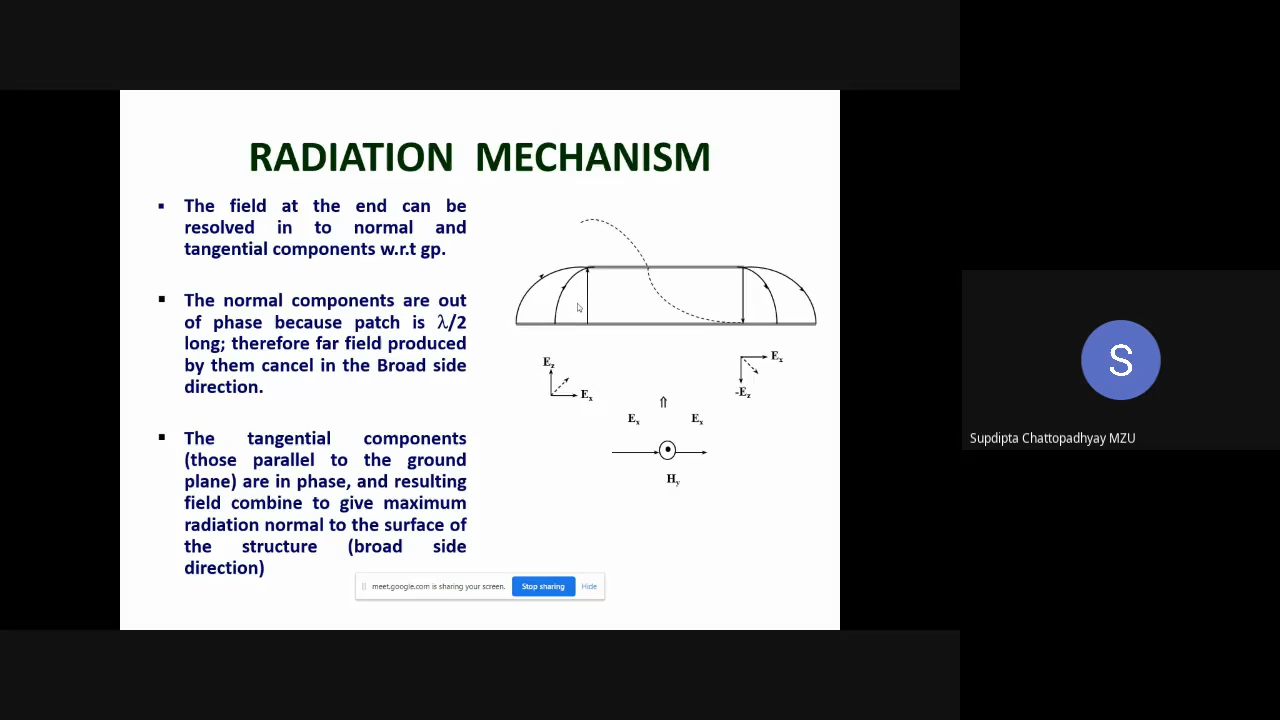 RADIATION MECHANISM
▪ The field at the end can be
resolved in to normal and
tangential components w.r.t gp.
▪ The normal components are out
of phase because patch is λ/2
long; therefore far field produced
by them cancel in the Broad side
direction.
▪ The tangential components
(those parallel to the ground
plane) are in phase, and resulting
field combine to give maximum
radiation normal to the surface of
the structure (broad side
direction)
Ez
Ex
Ex
-Ez
⇑
Ex Ex
Hy
meet.google.com is sharing your screen. Stop sharing Hide
S
Supdipta Chattopadhyay MZU